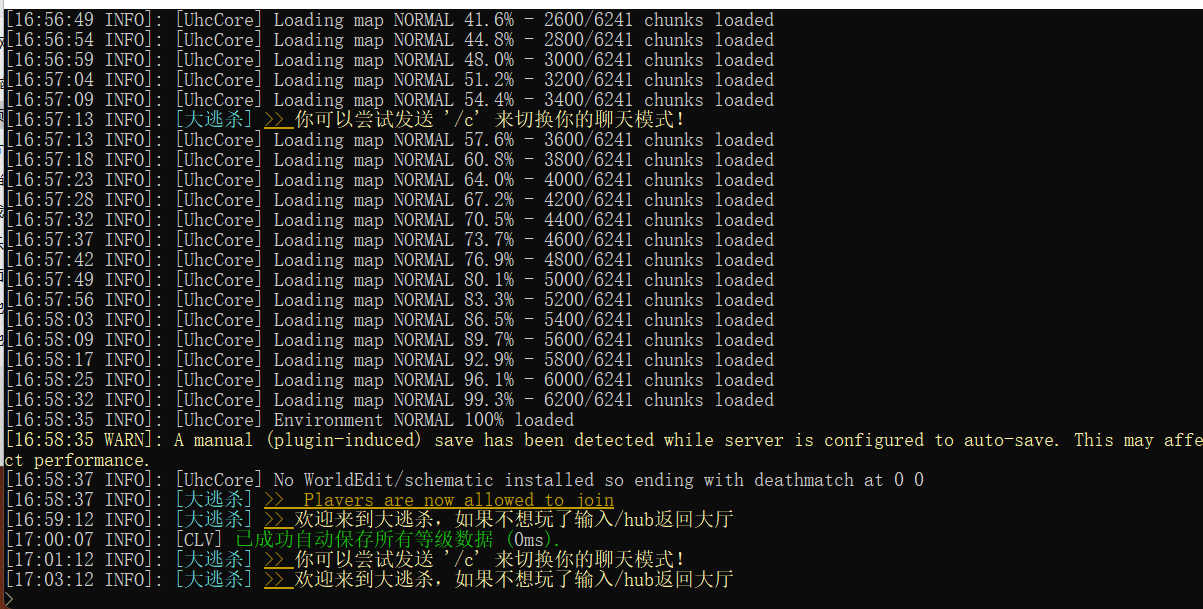 [16:56:49 INFO]: [UhcCore] Loading map NORMAL 41.6% - 2600/6241 chunks loaded
[16:56:54 INFO]: [UhcCore] Loading map NORMAL 44.8% - 2800/6241 chunks loaded
[16:56:59 INFO]: [UhcCore] Loading map NORMAL 48.0% - 3000/6241 chunks loaded
[16:57:04 INFO]: [UhcCore] Loading map NORMAL 51.2% - 3200/6241 chunks loaded
[16:57:09 INFO]: [UhcCore] Loading map NORMAL 54.4% - 3400/6241 chunks loaded
[16:57:13 INFO]: [大逃杀] >> 你可以尝试发送 '/c' 来切换你的聊天模式!
[16:57:13 INFO]: [UhcCore] Loading map NORMAL 57.6% - 3600/6241 chunks loaded
[16:57:18 INFO]: [UhcCore] Loading map NORMAL 60.8% - 3800/6241 chunks loaded
[16:57:23 INFO]: [UhcCore] Loading map NORMAL 64.0% - 4000/6241 chunks loaded
[16:57:28 INFO]: [UhcCore] Loading map NORMAL 67.2% - 4200/6241 chunks loaded
[16:57:32 INFO]: [UhcCore] Loading map NORMAL 70.5% - 4400/6241 chunks loaded
[16:57:37 INFO]: [UhcCore] Loading map NORMAL 73.7% - 4600/6241 chunks loaded
[16:57:42 INFO]: [UhcCore] Loading map NORMAL 76.9% - 4800/6241 chunks loaded
[16:57:49 INFO]: [UhcCore] Loading map NORMAL 80.1% - 5000/6241 chunks loaded
[16:57:56 INFO]: [UhcCore] Loading map NORMAL 83.3% - 5200/6241 chunks loaded
[16:58:03 INFO]: [UhcCore] Loading map NORMAL 86.5% - 5400/6241 chunks loaded
[16:58:09 INFO]: [UhcCore] Loading map NORMAL 89.7% - 5600/6241 chunks loaded
[16:58:17 INFO]: [UhcCore] Loading map NORMAL 92.9% - 5800/6241 chunks loaded
[16:58:25 INFO]: [UhcCore] Loading map NORMAL 96.1% - 6000/6241 chunks loaded
[16:58:32 INFO]: [UhcCore] Loading map NORMAL 99.3% - 6200/6241 chunks loaded
[16:58:35 INFO]: [UhcCore] Environment NORMAL 100% loaded
[16:58:35 WARN]: A manual (plugin-induced) save has been detected while server is configured to auto-save. This may affe
ct performance.
[16:58:37 INFO]: [UhcCore] No WorldEdit/schematic installed so ending with deathmatch at 0 0
[16:58:37 INFO]: [大逃杀] >> Players are now allowed to join
[16:59:12 INFO]: [大逃杀] >> 欢迎来到大逃杀，如果不想玩了输入/hub返回大厅
[17:00:07 INFO]: [CLV] 已成功自动保存所有等级数据 (0ms).
[17:01:12 INFO]: [大逃杀] >> 你可以尝试发送 '/c' 来切换你的聊天模式!
[17:03:12 INFO]: [大逃杀] >> 欢迎来到大逃杀，如果不想玩了输入/hub返回大厅
>